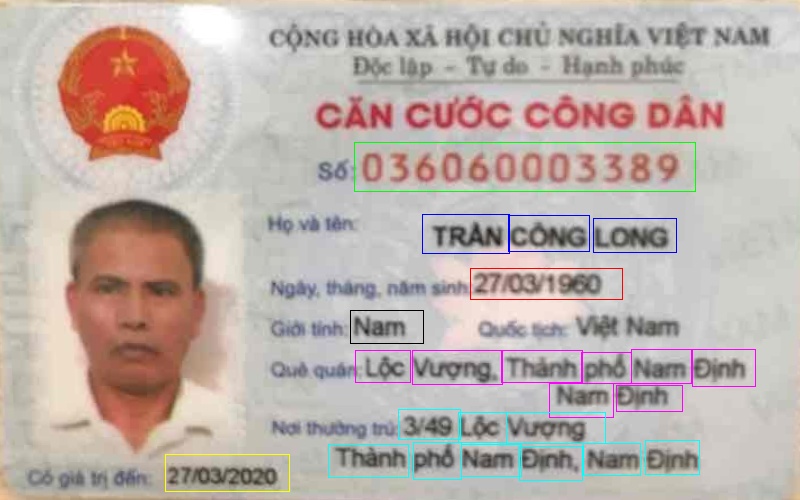 CỘNG HÒA XÃ HỘI CHỦ NGHĨA VIỆT NAM
Độc lập - Tự do - Hạnh phúc
CĂN CƯỚC CÔNG DÂN
Số: 036060003389
Họ và tên: TRẦN CÔNG LONG
Ngày, tháng, năm sinh: 27/03/1960
Giới tính: Nam Quốc tịch: Việt Nam
Quê quán: Lộc Vượng, Thành phố Nam Định
Nam Định
Nơi thường trú: 3/49 Lộc Vượng
Thành phố Nam Định, Nam Định
Có giá trị đến: 27/03/2020